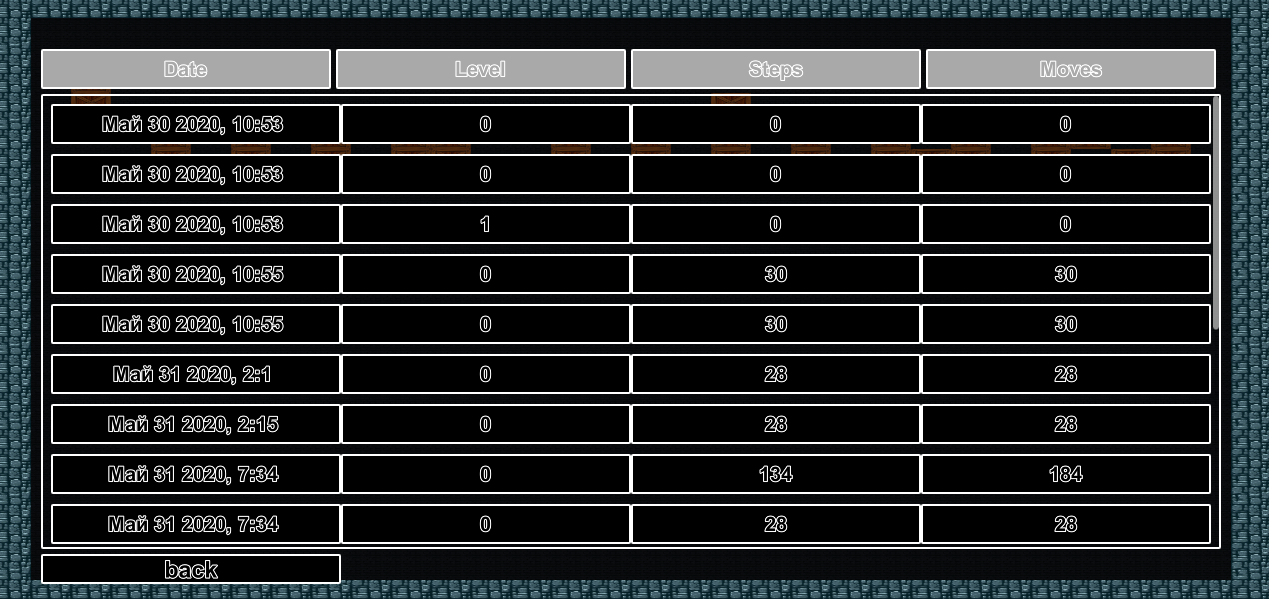 Date Level Steps Moves
Май 30 2020, 10:53 0 0 0
Май 30 2020, 10:53 0 0 0
Май 30 2020, 10:53 1 0 0
Май 30 2020, 10:55 0 30 30
Май 30 2020, 10:55 0 30 30
Май 31 2020, 2:1 0 28 28
Май 31 2020, 2:15 0 28 28
Май 31 2020, 7:34 0 134 184
Май 31 2020, 7:34 0 28 28
back